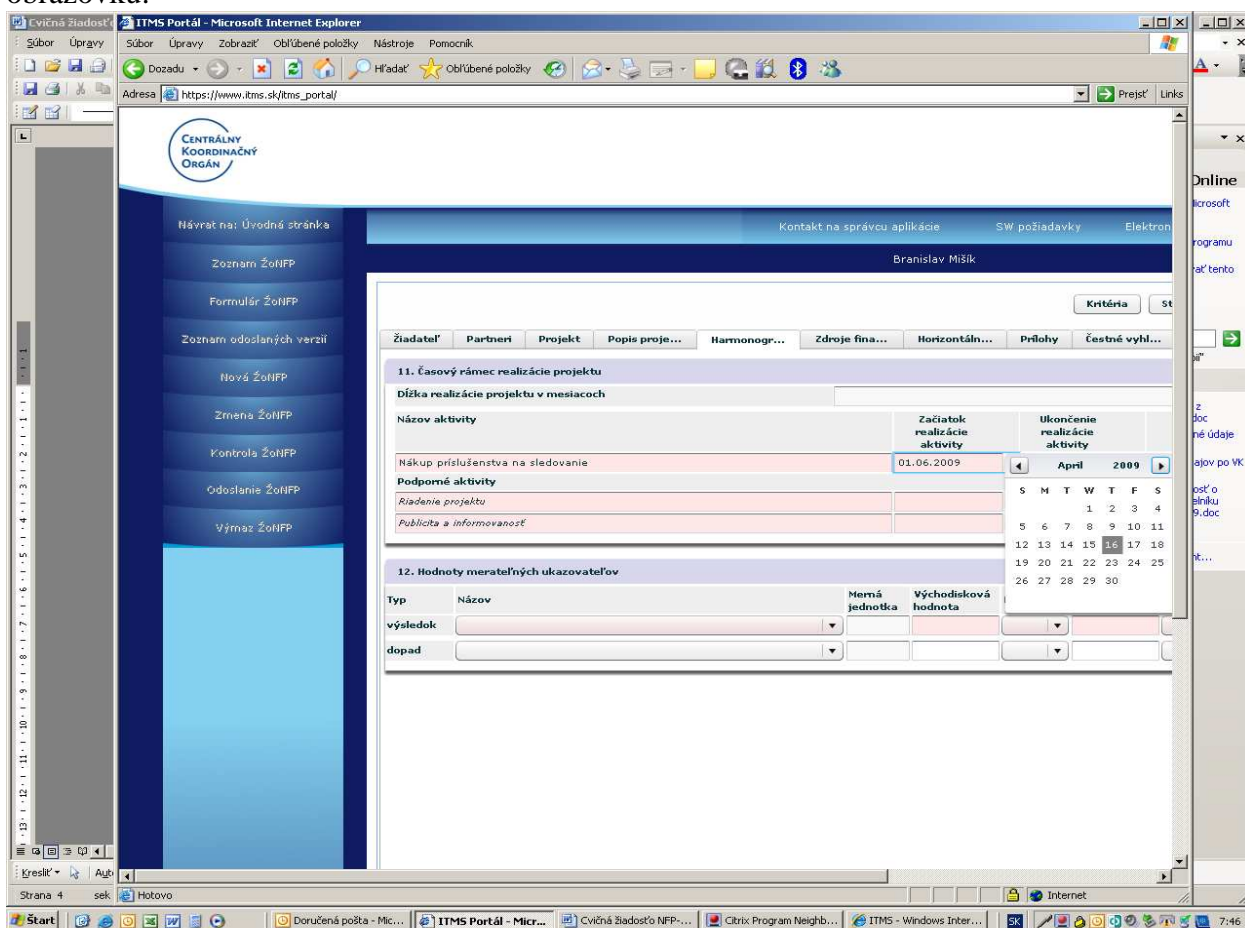 obrazovku:
Cvičná žiadosť
ITMS Portál - Microsoft Internet Explorer
Súbor Úpravy
Súbor Úpravy Zobraziť Obľúbené položky Nástroje Pomocník
Dozadu Hľadať Obľúbené položky
Adresa https://www.itms.sk/itms_portal/ Prejsť Links
CENTRÁLNY
KOORDINAČNÝ
ORGÁN
Online
Návrat na: Úvodná stránka
Kontakt na správcu aplikácie SW požiadavky Elektron
Zoznam ŽoNFP
Branislav Mišík
Formulár ŽoNFP
Kritéria St
Zoznam odoslaných verzií
Žiadateľ Partneri Projekt Popis proje... Harmonogr... Zdroje fina... Horizontáln... Prílohy Čestné vyhl...
11. Časový rámec realizácie projektu
Nová ŽoNFP
Dĺžka realizácie projektu v mesiacoch
Zmena ŽoNFP
Názov aktivity Začiatok realizácie aktivity Ukončenie realizácie aktivity
Kontrola ŽoNFP
Nákup príslušenstva na sledovanie 01.06.2009
April 2009
Podporné aktivity
Odoslanie ŽoNFP
Riadenie projektu
Publicita a informovanosť
Výmaz ŽoNFP
S M T W T F S
1 2 3 4
5 6 7 8 9 10 11
12 13 14 15 16 17 18
19 20 21 22 23 24 25
26 27 28 29 30
12. Hodnoty merateľných ukazovateľov
Typ Názov Merná jednotka Východisková hodnota
výsledok
dopad
Kresliť
Strana 4 sek
Hotovo Internet
Štart Doručená pošta - Mic... ITMS Portál - Micr... Cvičná žiadosťo NFP-... Citrix Program Neighb... ITMS - Windows Inter... SK 7:46